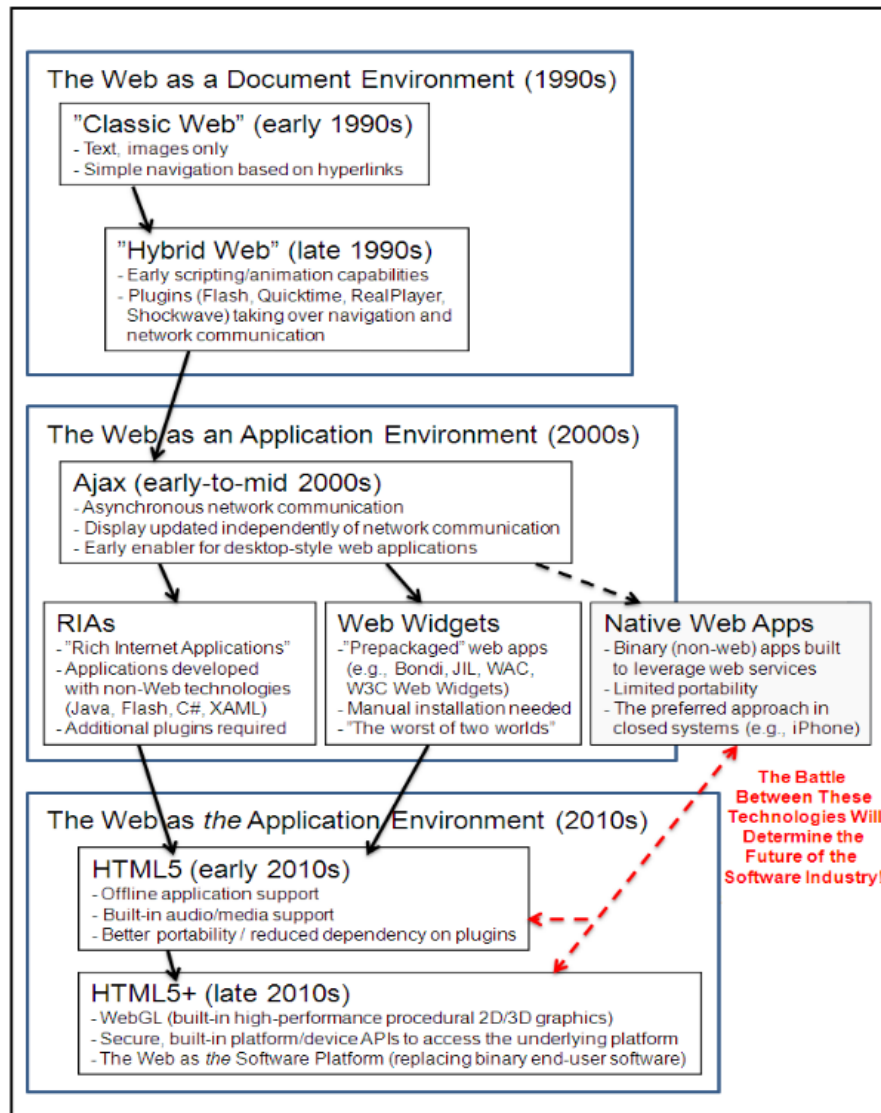 The Web as a Document Environment (1990s)
"Classic Web" (early 1990s)
- Text, images only
- Simple navigation based on hyperlinks
"Hybrid Web" (late 1990s)
- Early scripting/animation capabilities
- Plugins (Flash, Quicktime, RealPlayer,
Shockwave) taking over navigation and
network communication
The Web as an Application Environment (2000s)
Ajax (early-to-mid 2000s)
- Asynchronous network communication
- Display updated independently of network communication
- Early enabler for desktop-style web applications
RIAs
- "Rich Internet Applications"
- Applications developed
with non-Web technologies
(Java, Flash, C#, XAML)
- Additional plugins required
Web Widgets
- "Prepackaged" web apps
(e.g., Bondi, JIL, WAC,
W3C Web Widgets)
- Manual installation needed
- "The worst of two worlds"
Native Web Apps
- Binary (non-web) apps built
to leverage web services
- Limited portability
- The preferred approach in
closed systems (e.g., iPhone)
The Battle
Between These
Technologies Will
Determine the
Future of the
Software Industry!
The Web as the Application Environment (2010s)
HTML5 (early 2010s)
- Offline application support
- Built-in audio/media support
- Better portability / reduced dependency on plugins
HTML5+ (late 2010s)
- WebGL (built-in high-performance procedural 2D/3D graphics)
- Secure, built-in platform/device APIs to access the underlying platform
- The Web as the Software Platform (replacing binary end-user software)